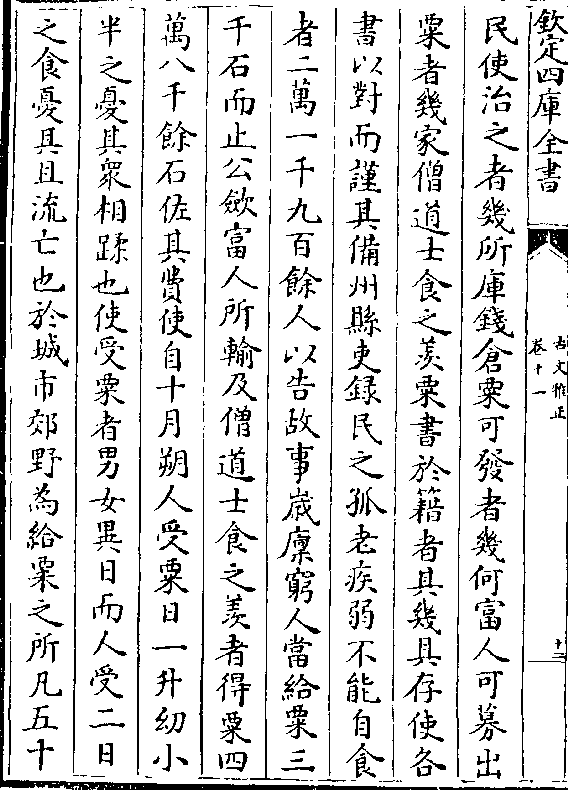 欽定四庫全書
古文雅正
卷十一
十二
民使治之者幾所庫錢倉粟可發者幾何富人可募出
粟者幾家僧道士食之羨粟書於籍者其幾具存使各
書以對而謹其備州縣吏録民之孤老疾弱不能自食
者二萬一千九百餘人以告故事嵗廩窮人當給粟三
千石而止公斂富人所輸及僧道士食之羨者得粟四
萬八千餘石佐其費使自十月朔人受粟日一升幼小
半之憂其衆相蹂也使受粟者男女異日而人受二日
之食憂其且流亡也於城市郊野為給粟之所凡五十